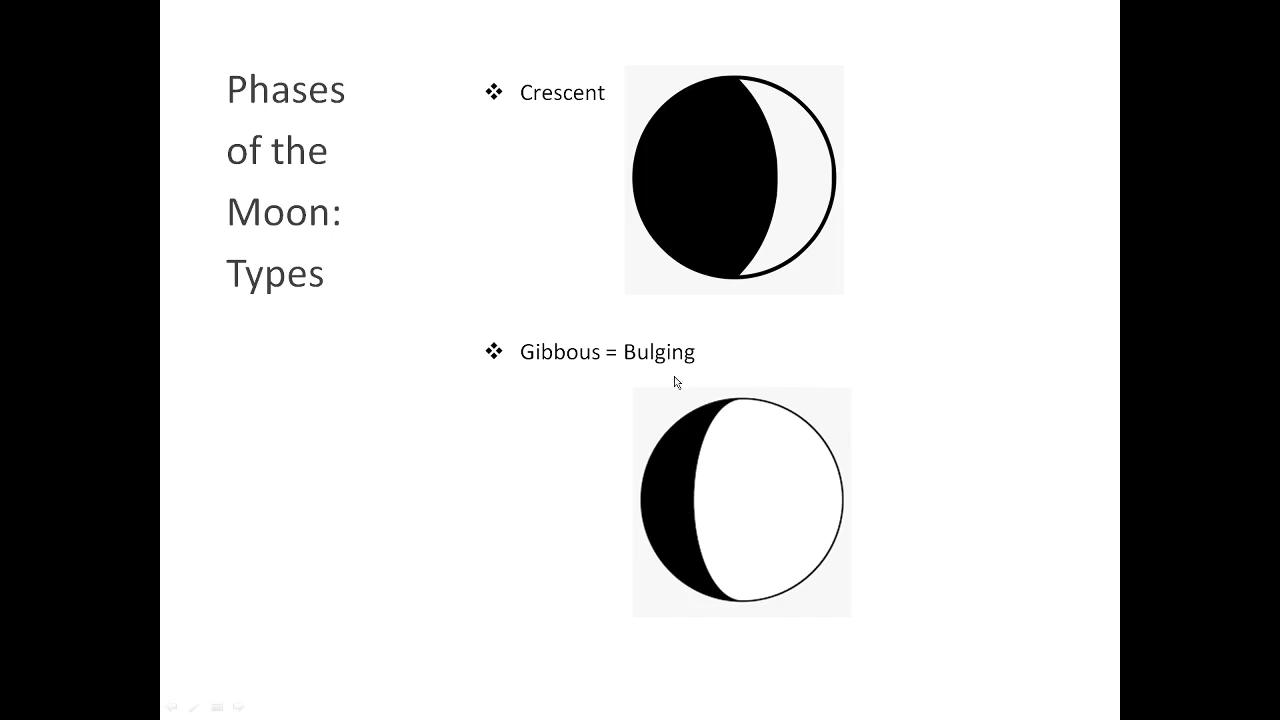 Phases
of the
Moon:
Types
❖ Crescent
❖ Gibbous = Bulging